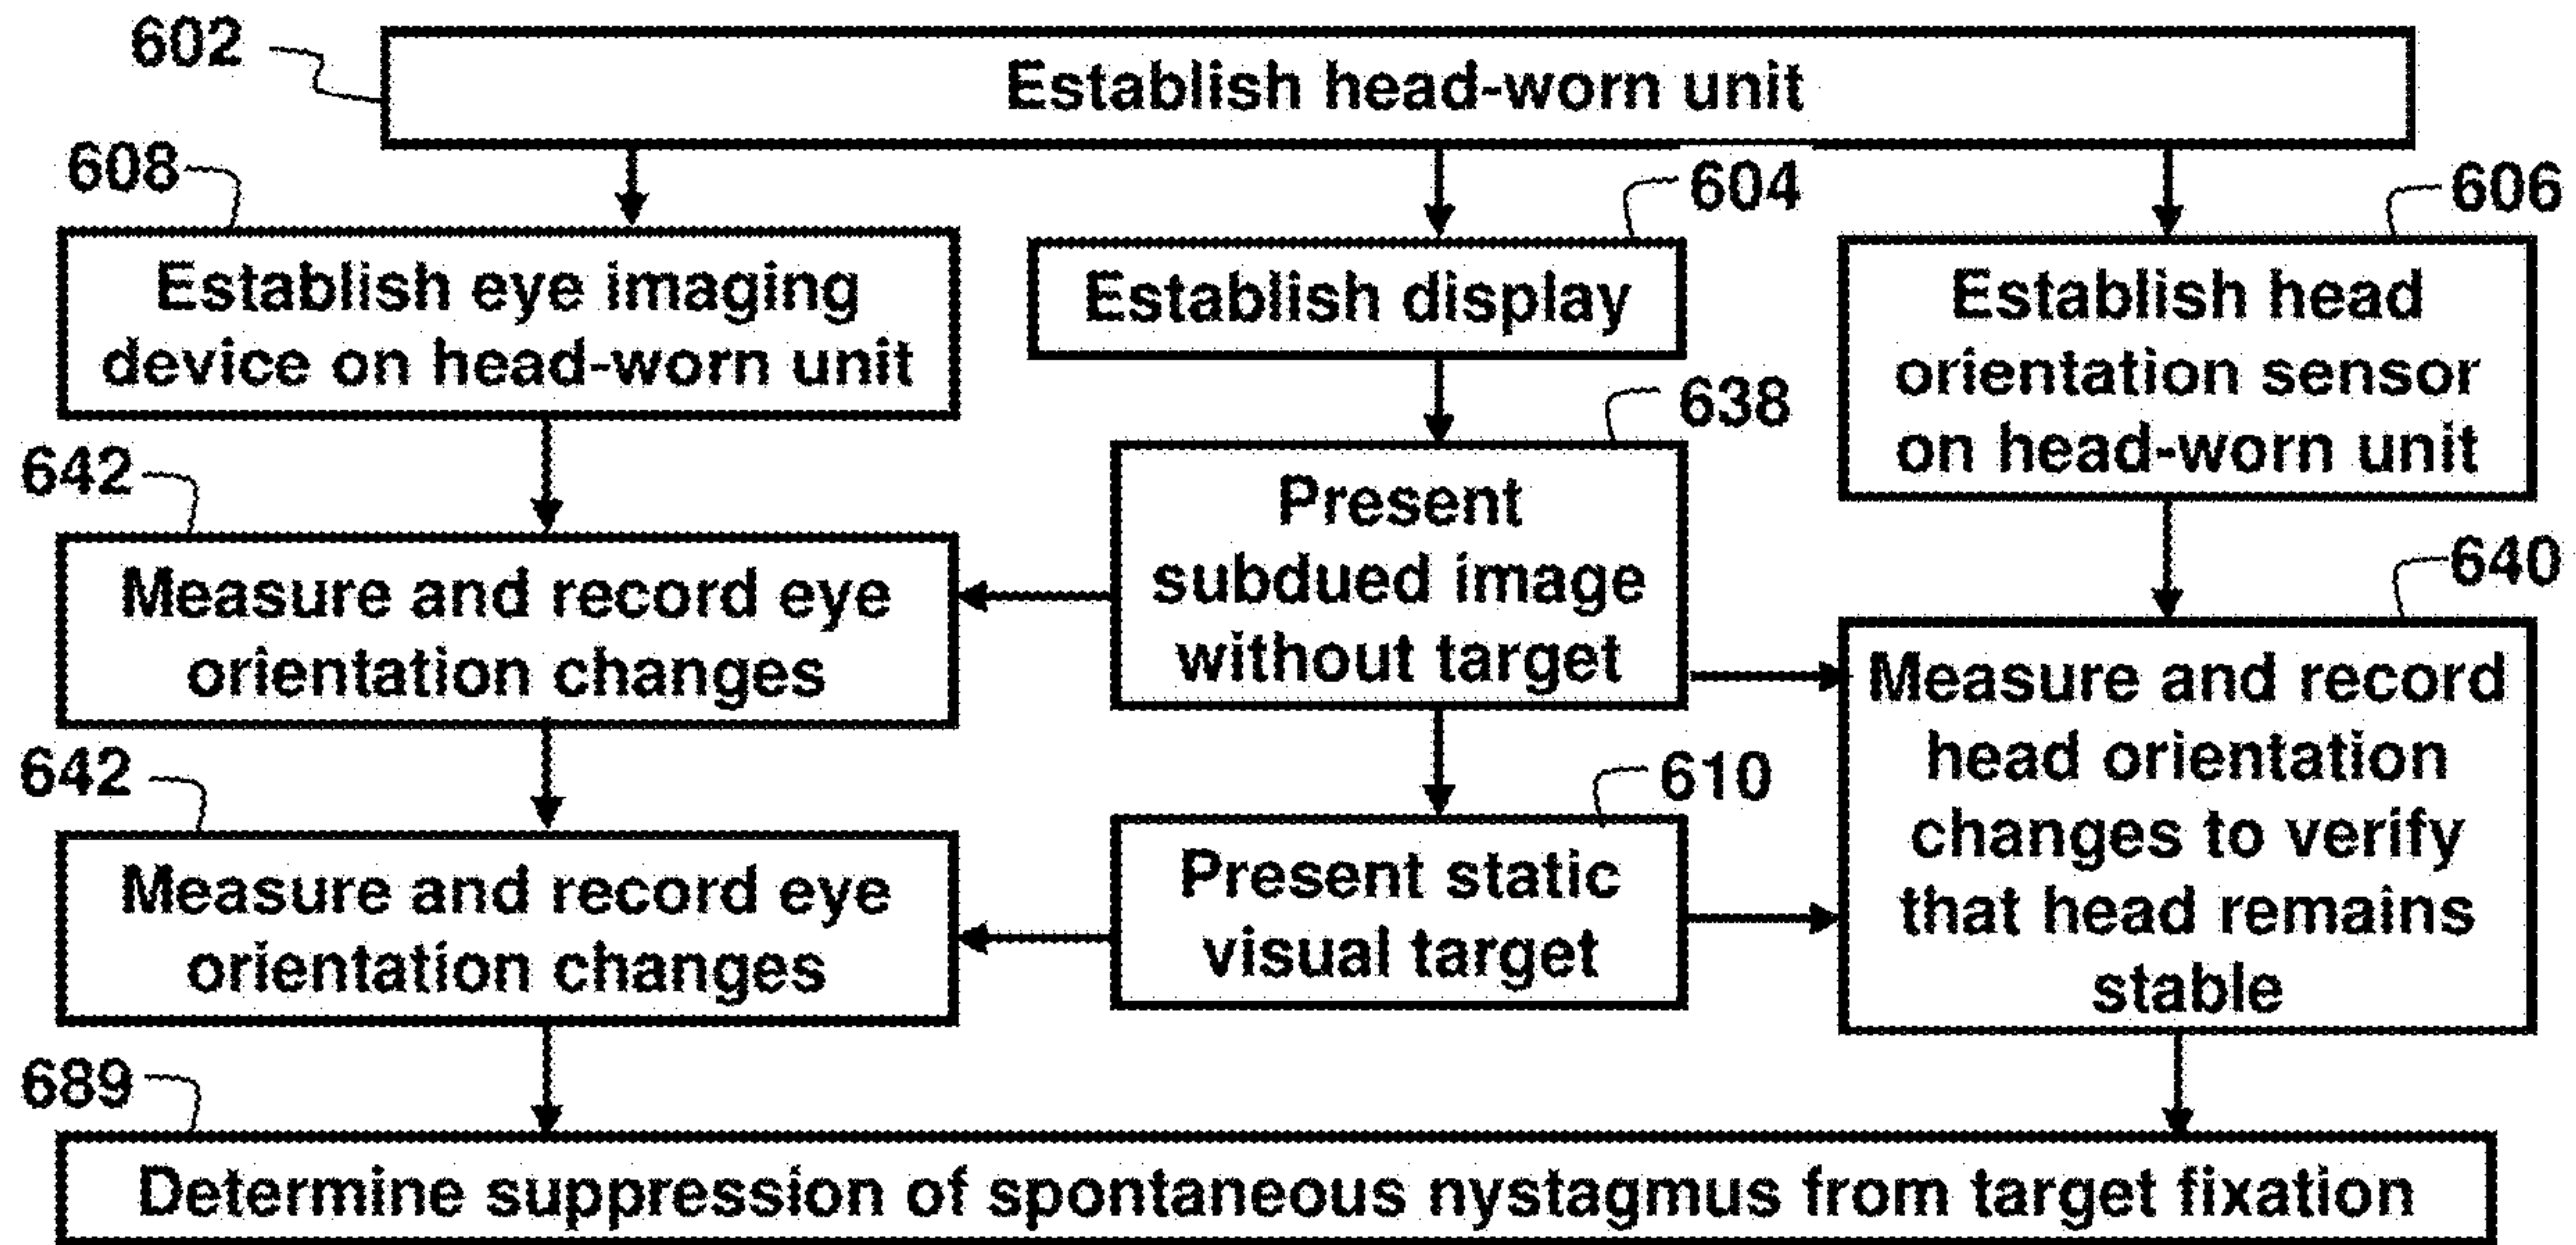 602
Establish head-worn unit
608
604
606
Establish eye imaging
device on head-worn unit
Establish display
Establish head
orientation sensor
on head-worn unit
642
638
640
Measure and record eye
orientation changes
Present
subdued image
without target
Measure and record
head orientation
changes to verify
that head remains
stable
642
610
Measure and record eye
orientation changes
Present static
visual target
689
Determine suppression of spontaneous nystagmus from target fixation